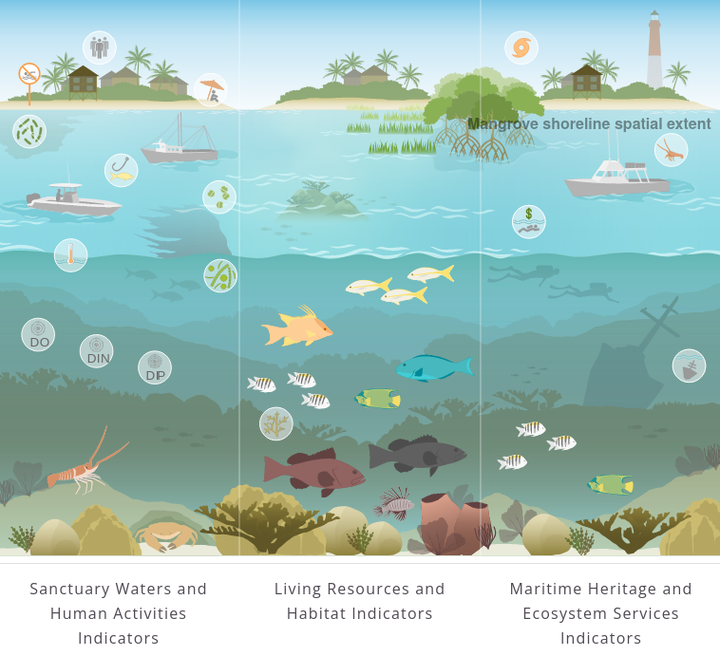 Mangrove shoreline spatial extent
$
DO
DIN
DIP
Sanctuary Waters and
Human Activities
Indicators
Living Resources and
Habitat Indicators
Maritime Heritage and
Ecosystem Services
Indicators